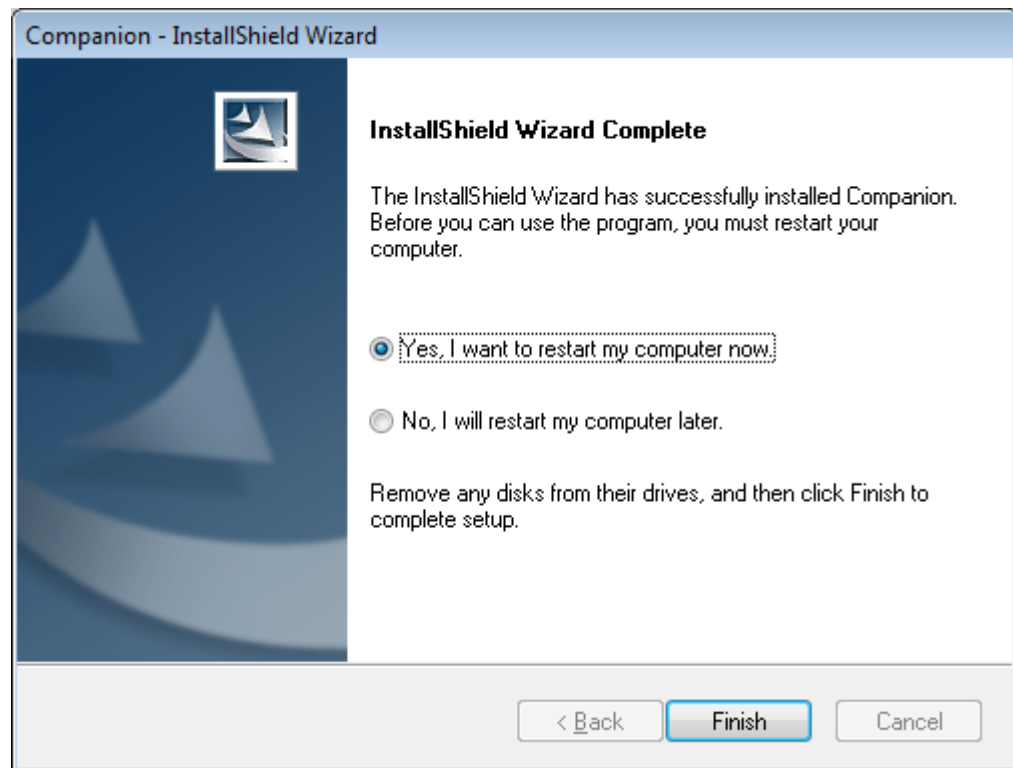 Companion - InstallShield Wizard
InstallShield Wizard Complete
The InstallShield Wizard has successfully installed Companion.
Before you can use the program, you must restart your
computer.
Yes, I want to restart my computer now.
No, I will restart my computer later.
Remove any disks from their drives, and then click Finish to
complete setup.
< Back Finish Cancel